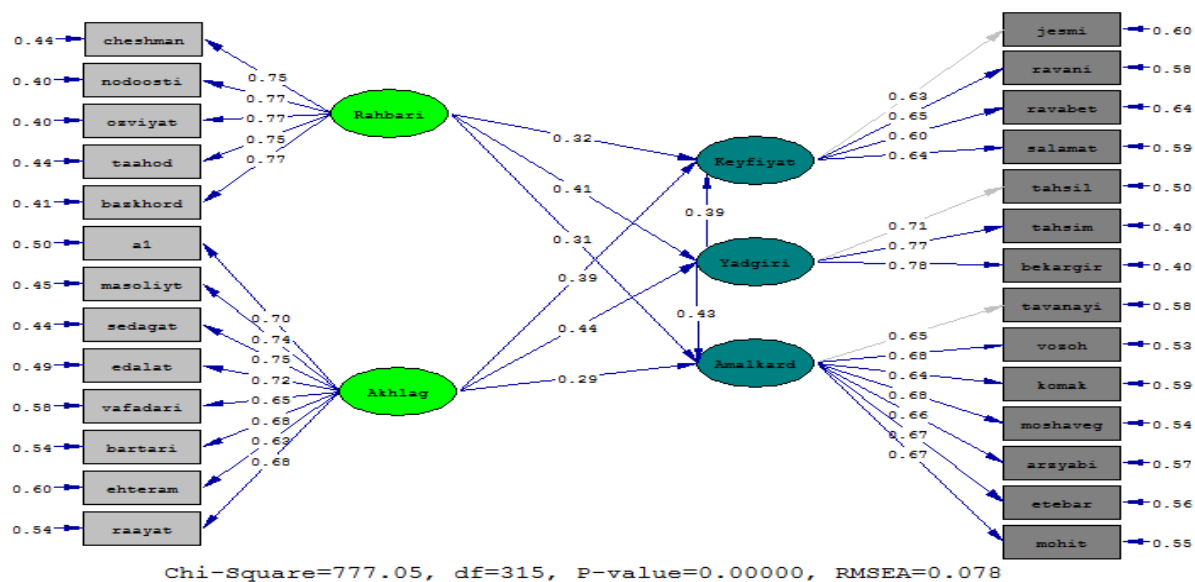 0.44 cheshman
0.40 nodoosti
0.40 ozviyat
0.44 taahod
0.41 bazkhord
0.50 a1
0.45 masoliyt
0.44 sedagat
0.49 edalat
0.58 vafadari
0.54 bartari
0.60 ehteram
0.54 raayat
0.75
0.77
0.77
0.75
0.77
0.70
0.74
0.75
0.72
0.65
0.68
0.63
0.68
Rahbari
Akhlag
0.32
0.41
0.31
0.39
0.44
0.29
0.39
0.43
Keyfiyat
Yadgiri
Amalkard
0.63
0.65
0.60
0.64
0.71
0.77
0.78
0.65
0.68
0.64
0.68
0.66
0.67
0.67
jesmi 0.60
ravani 0.58
ravabet 0.64
salamat 0.59
tahsil 0.50
tahsim 0.40
bekargir 0.40
tavanayi 0.58
vozoh 0.53
komak 0.59
moshaveg 0.54
arzyabi 0.57
etebar 0.56
mohit 0.55
Chi-Square=777.05, df=315, P-value=0.00000, RMSEA=0.078